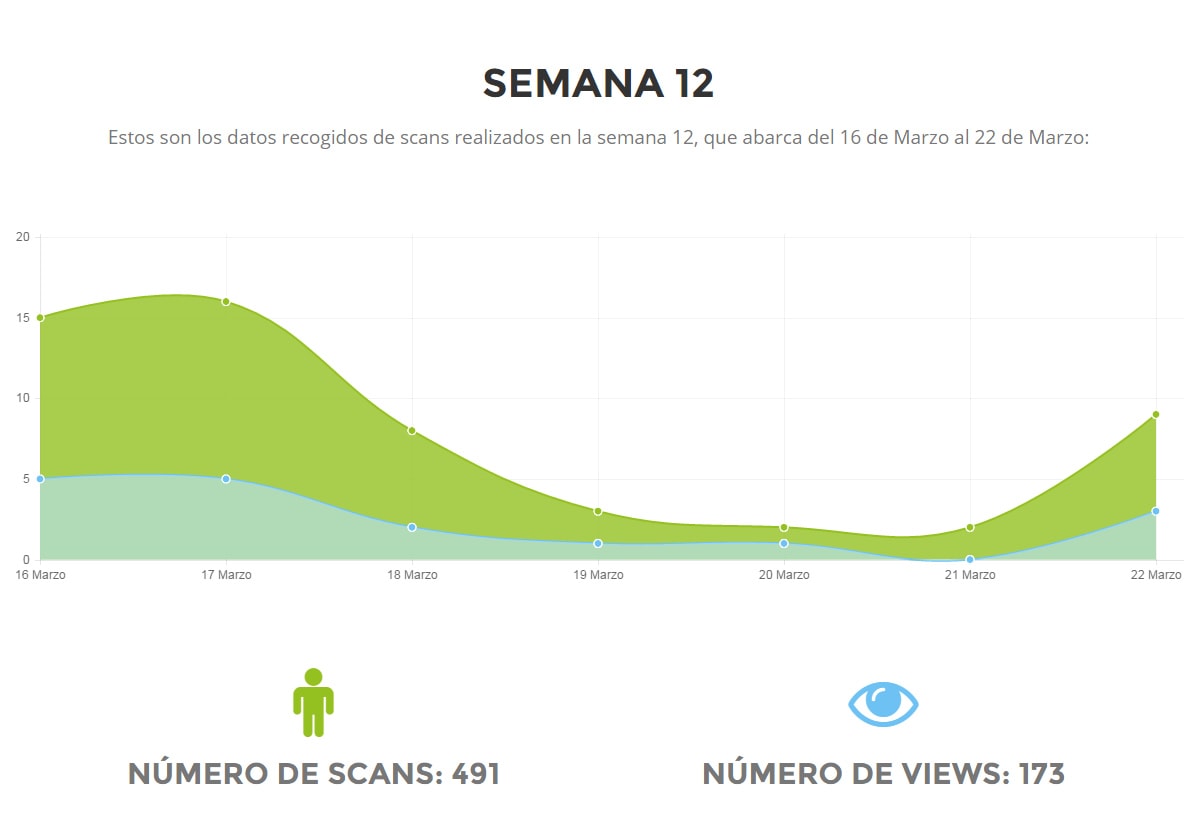 SEMANA 12
Estos son los datos recogidos de scans realizados en la semana 12, que abarca del 16 de Marzo al 22 de Marzo:
20
15
10
5
0
16 Marzo 17 Marzo 18 Marzo 19 Marzo 20 Marzo 21 Marzo 22 Marzo
NÚMERO DE SCANS: 491
NÚMERO DE VIEWS: 173